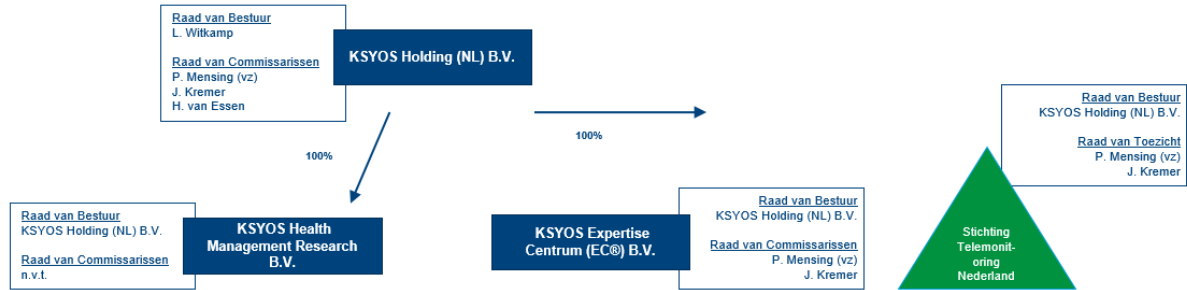 Raad van Bestuur
L. Witkamp
Raad van Commissarissen
P. Mensing (vz)
J. Kremer
H. van Essen
KSYOS Holding (NL) B.V.
100%
100%
Raad van Bestuur
KSYOS Holding (NL) B.V.
Raad van Toezicht
P. Mensing (vz)
J. Kremer
Raad van Bestuur
KSYOS Holding (NL) B.V.
Raad van Commissarissen
n.v.t.
KSYOS Health
Management Research
B.V.
KSYOS Expertise
Centrum (EC®) B.V.
Raad van Bestuur
KSYOS Holding (NL) B.V.
Raad van Commissarissen
P. Mensing (vz)
J. Kremer
Stichting
Telemonit-
oring
Nederland